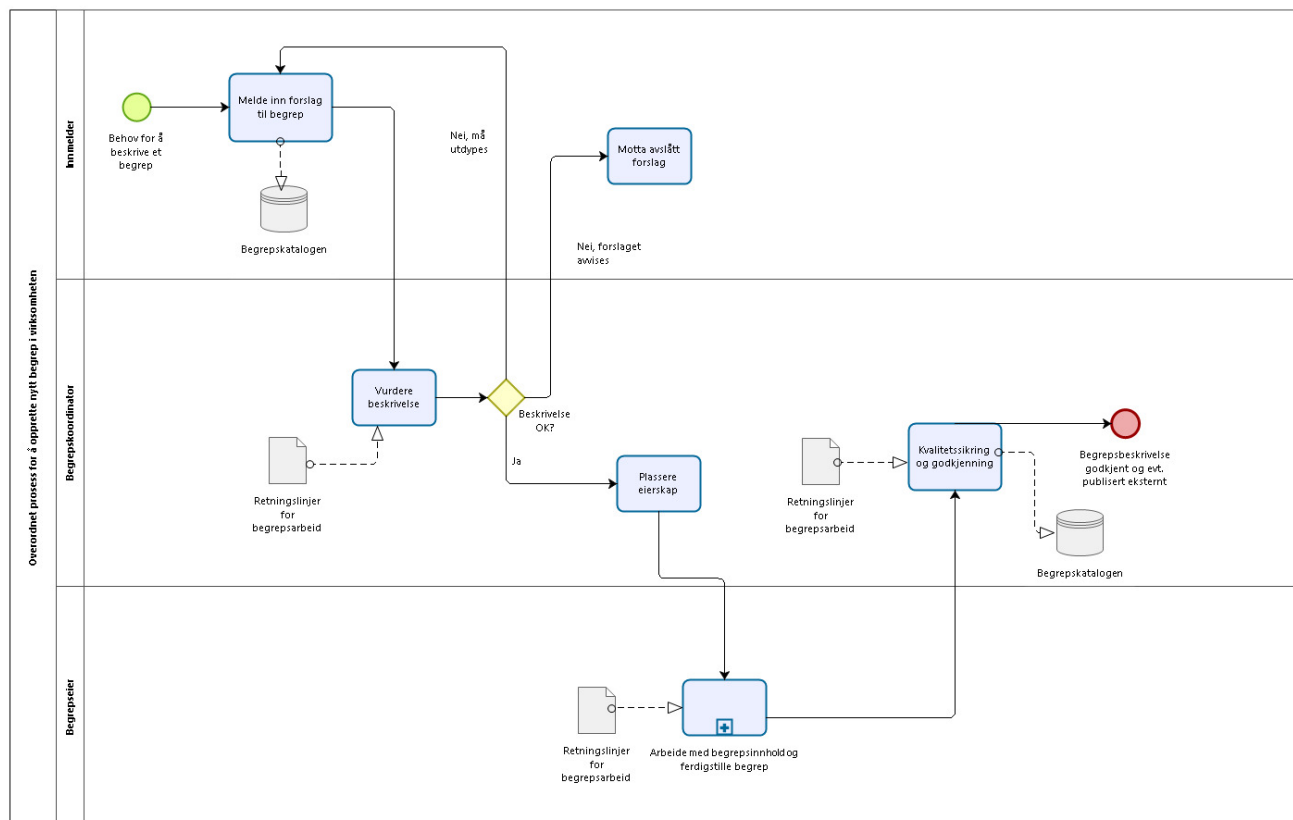 Overordnet prosess for å opprette nytt begrep i virksomheten
Innmelder
Behov for å
beskrive et
begrep
Melde inn forslag
til begrep
Begrepskatalogen
Nei, må
utdypes
Motta avslått
forslag
Nei, forslaget
avvises
Begrepskoordinator
Vurdere
beskrivelse
Retningslinjer
for
begrepsarbeid
Beskrivelse
OK?
Ja
Plassere
eierskap
Retningslinjer
for
begrepsarbeid
Kvalitetssikring
og godkjenning
Begrepsbeskrivelse
godkjent og evt.
publisert eksternt
Begrepskatalogen
Begrepseier
Retningslinjer
for
begrepsarbeid
Arbeide med begrepsinnhold og
ferdigstille begrep